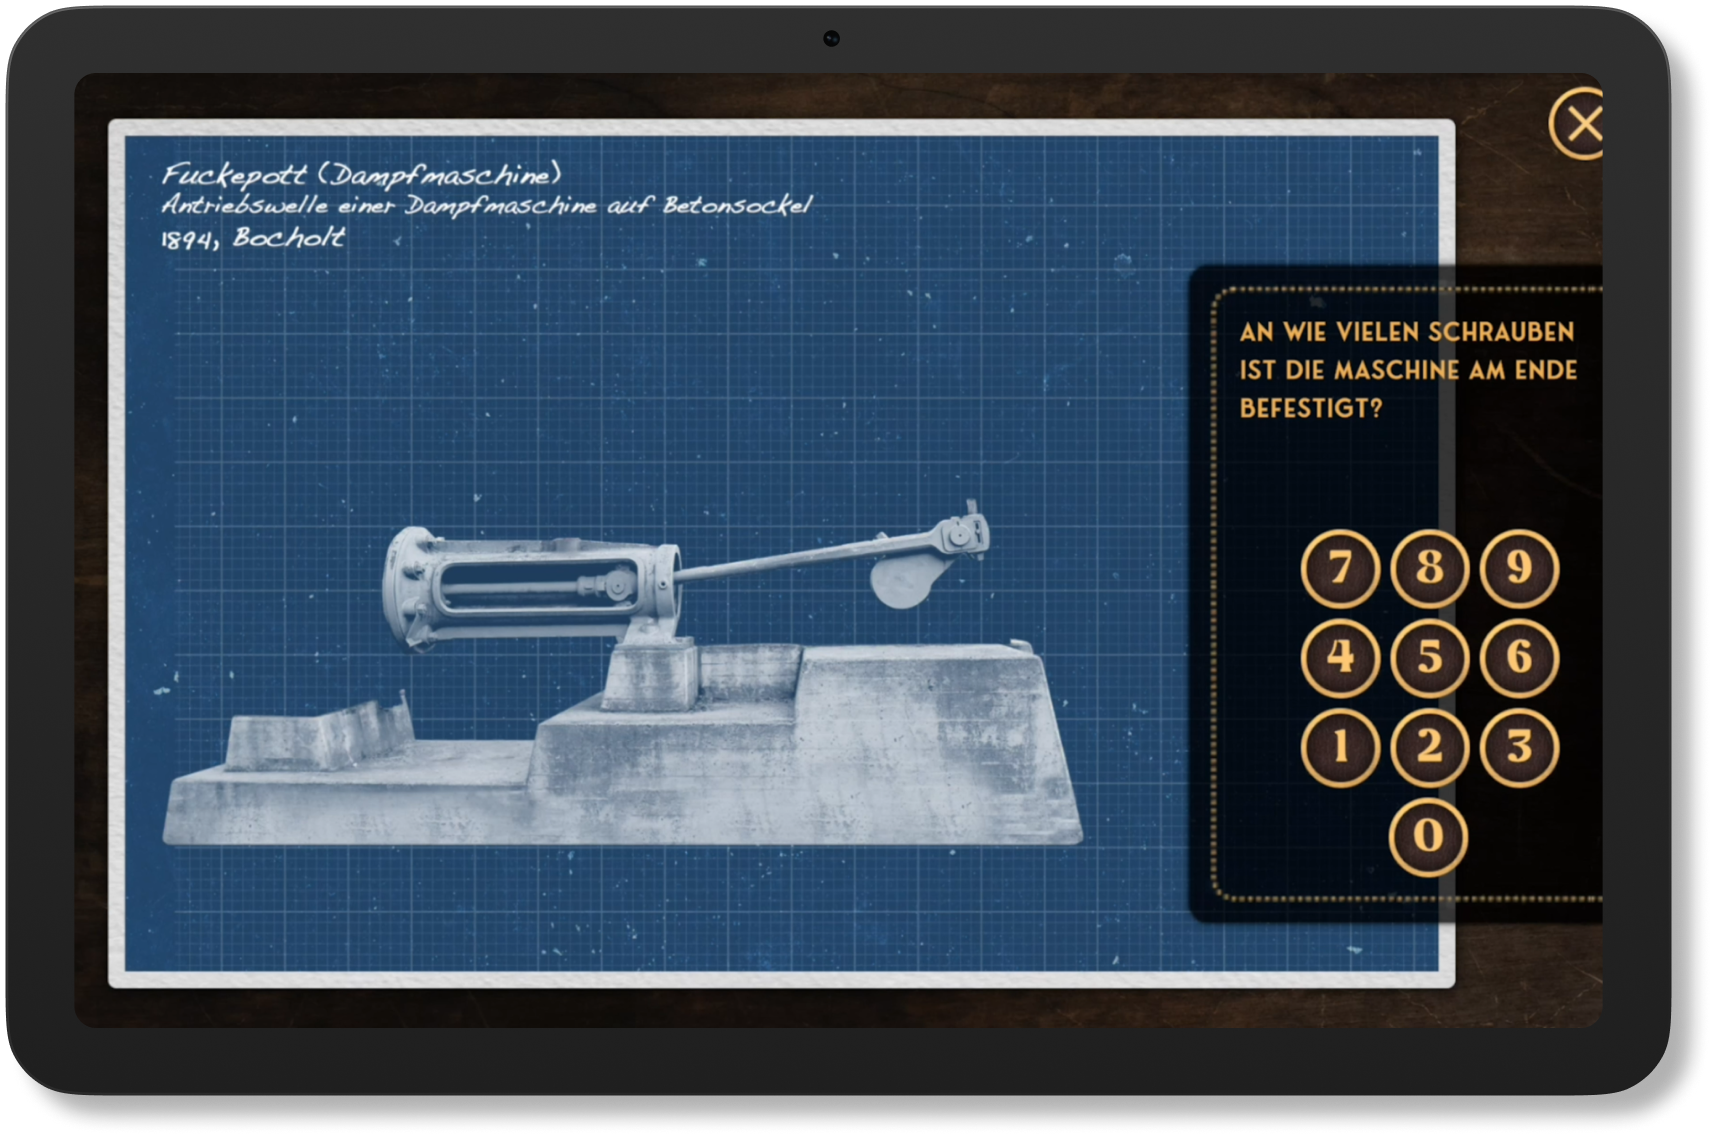 Fuckepott (Dampfmaschine)
Antriebswelle einer Dampfmaschine auf Betonsockel
1894, Bocholt
AN WIE VIELEN SCHRAUBEN
IST DIE MASCHINE AM ENDE
BEFESTIGT?
7 8 9
4 5 6
1 2 3
0